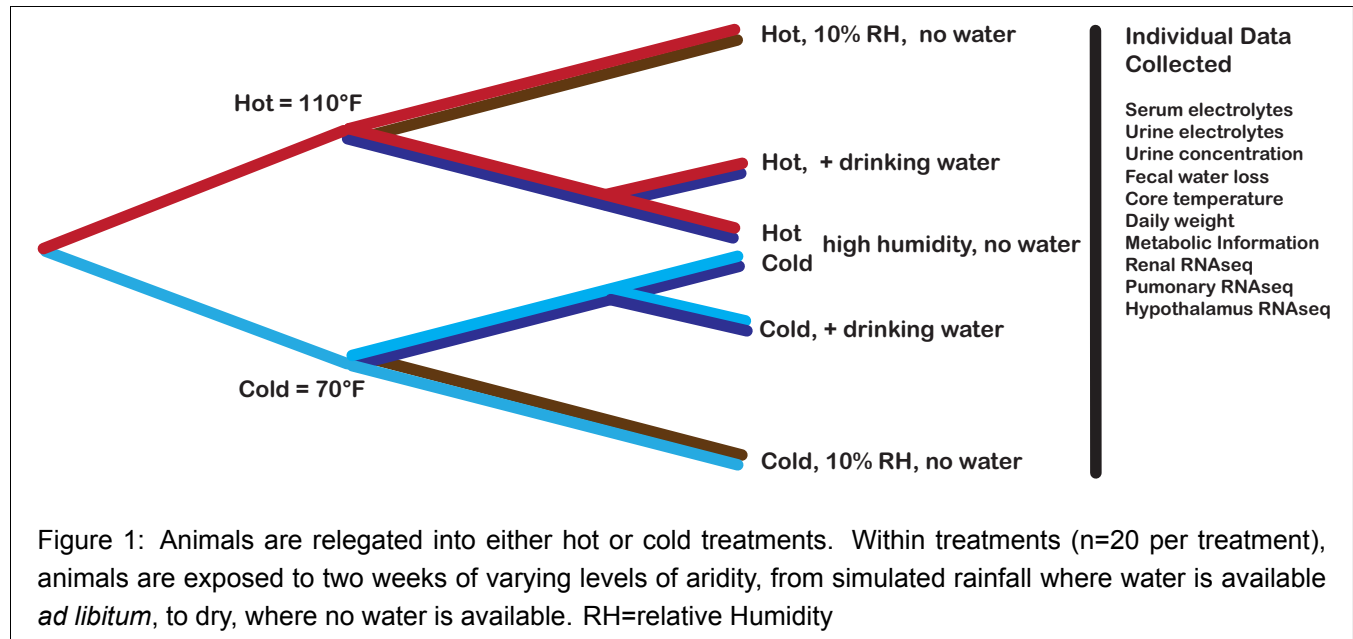 Hot, 10% RH, no water
Hot = 110°F
Hot, + drinking water
Hot
Cold
high humidity, no water
Cold, + drinking water
Cold = 70°F
Cold, 10% RH, no water
Individual Data
Collected
Serum electrolytes
Urine electrolytes
Urine concentration
Fecal water loss
Core temperature
Daily weight
Metabolic Information
Renal RNAseq
Pumonary RNAseq
Hypothalamus RNAseq
Figure 1: Animals are relegated into either hot or cold treatments. Within treatments (n=20 per treatment),
animals are exposed to two weeks of varying levels of aridity, from simulated rainfall where water is available
ad libitum, to dry, where no water is available. RH=relative Humidity